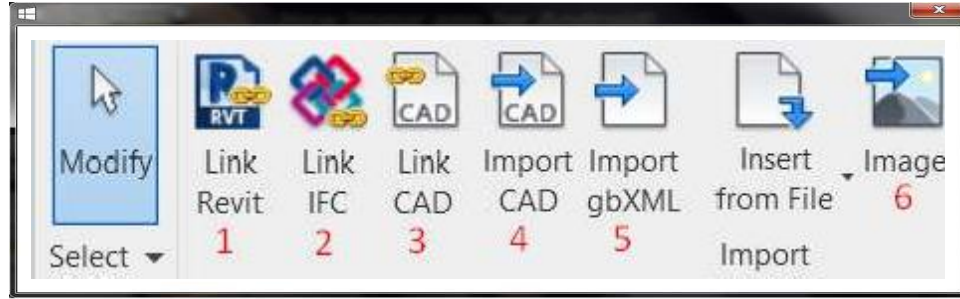 RVT
CAD
CAD
Modify
Link Revit
Link IFC
Link CAD
Import CAD
Import gbXML
Insert from File
Image
1
2
3
4
5
6
Select
Import